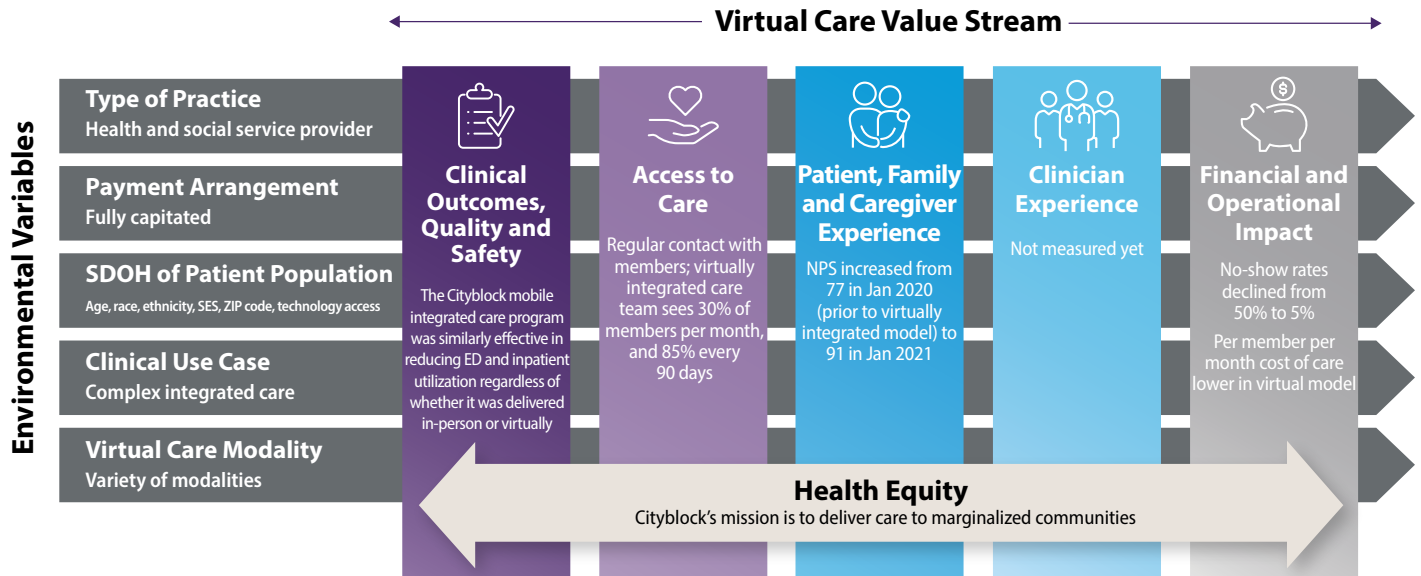 Virtual Care Value Stream
Environmental Variables
Type of Practice
Health and social service provider
Payment Arrangement
Fully capitated
SDOH of Patient Population
Age, race, ethnicity, SES, ZIP code, technology access
Clinical Use Case
Complex integrated care
Virtual Care Modality
Variety of modalities
Clinical
Outcomes,
Quality and
Safety
The Cityblock mobile
integrated care program
was similarly effective in
reducing ED and inpatient
utilization regardless of
whether it was delivered
in-person or virtually
Access to
Care
Regular contact with
members; virtually
integrated care
team sees 30% of
members per month,
and 85% every
90 days
Patient, Family
and Caregiver
Experience
NPS increased from
77 in Jan 2020
(prior to virtually
integrated model) to
91 in Jan 2021
Clinician
Experience
Not measured yet
$
Financial and
Operational
Impact
No-show rates
declined from
50% to 5%
Per member per
month cost of care
lower in virtual model
Health Equity
Cityblock's mission is to deliver care to marginalized communities